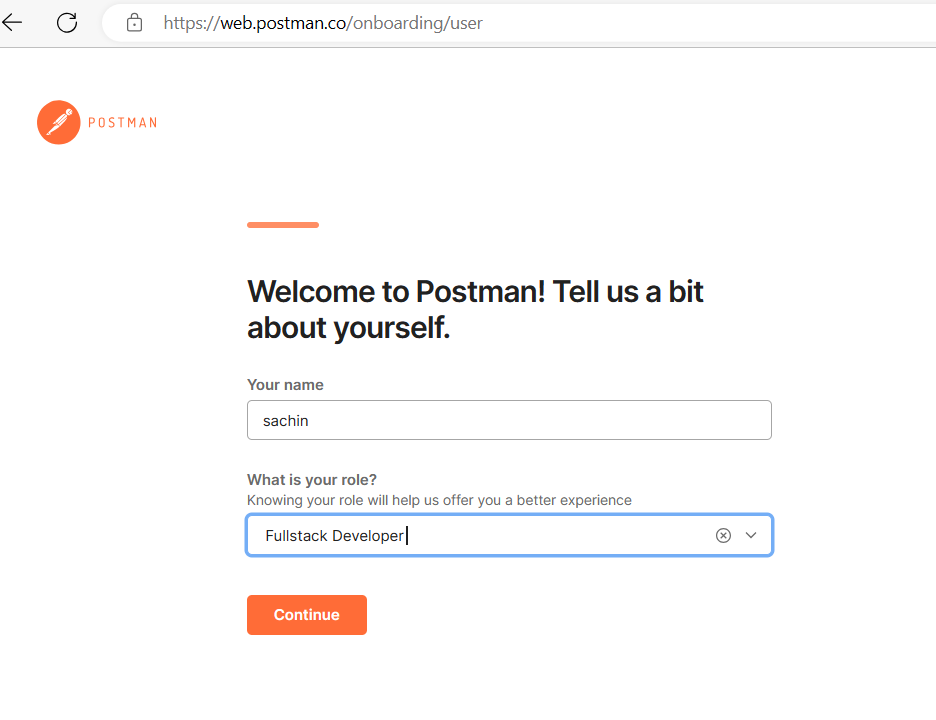 https://web.postman.co/onboarding/user
POSTMAN
Welcome to Postman! Tell us a bit
about yourself.
Your name
sachin
What is your role?
Knowing your role will help us offer you a better experience
Fullstack Developer
Continue